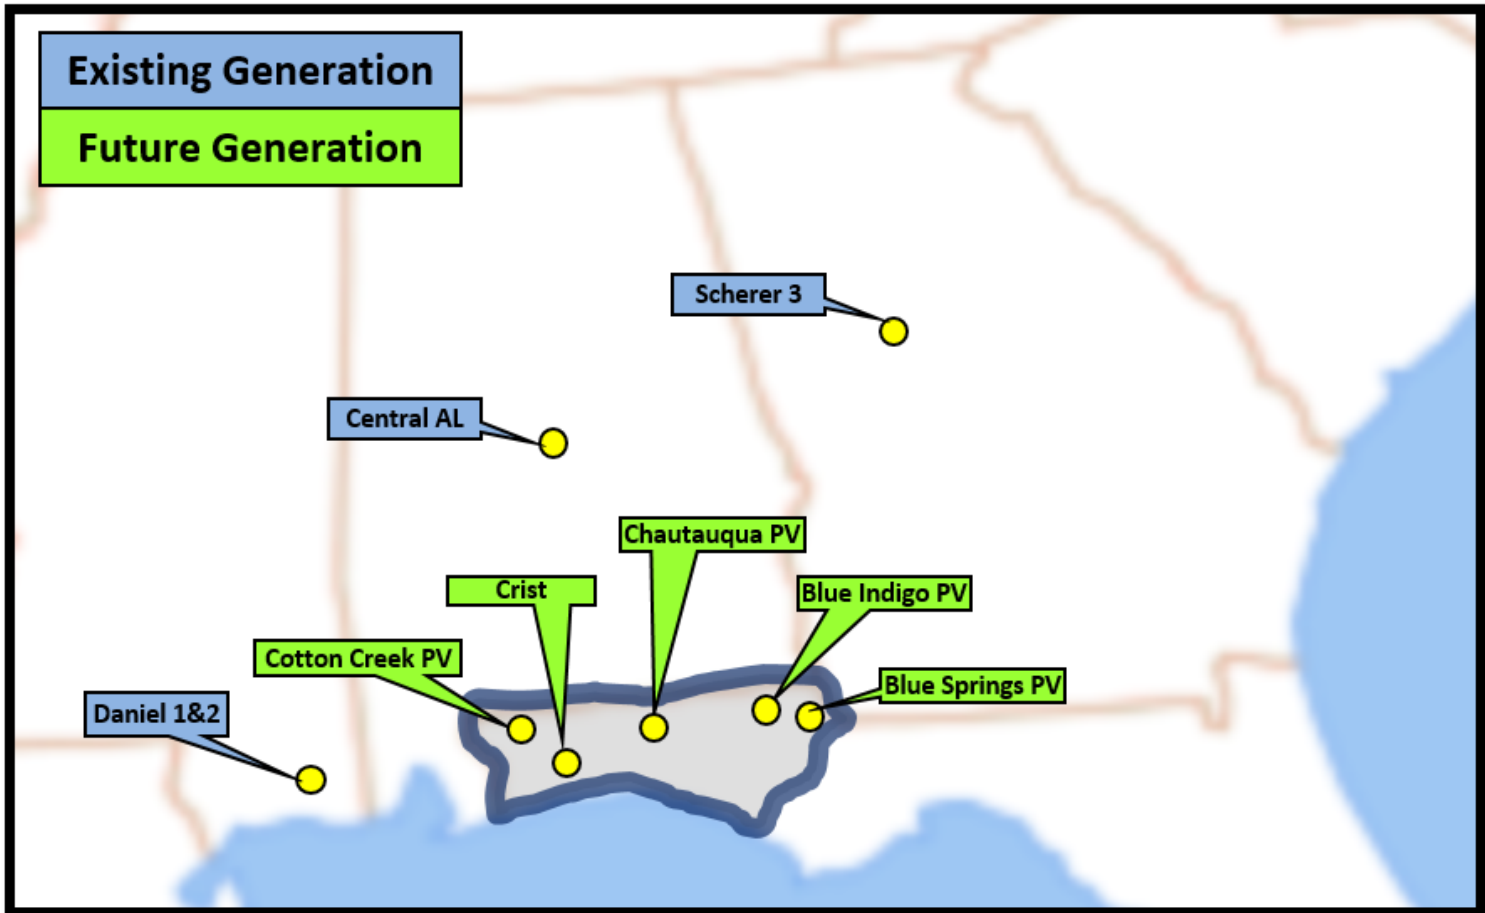 Existing Generation
Future Generation
Scherer 3
Central AL
Chautauqua PV
Crist
Blue Indigo PV
Cotton Creek PV
Blue Springs PV
Daniel 1&2